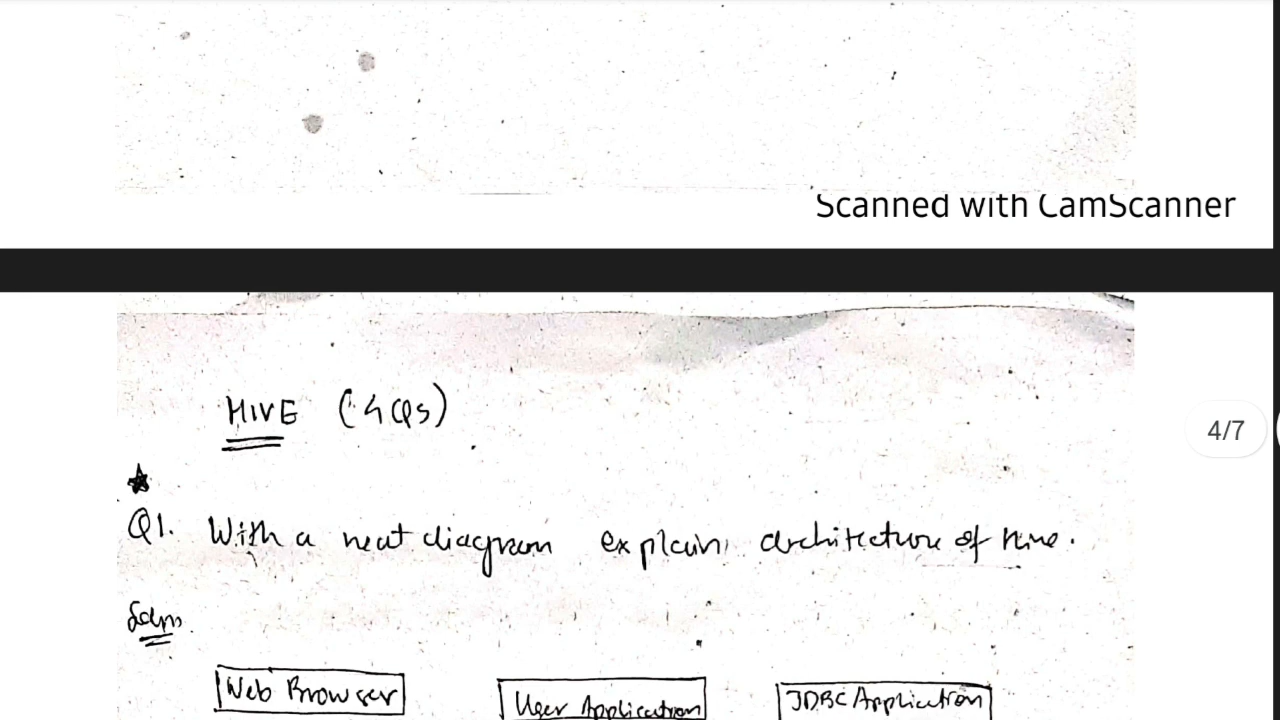 Scanned with CamScanner
HIVE (4 Qs)
4/7
Q1. With a neat diagram explain architecture of Hive.
Soln.
Web Browser User Application JDBC Application